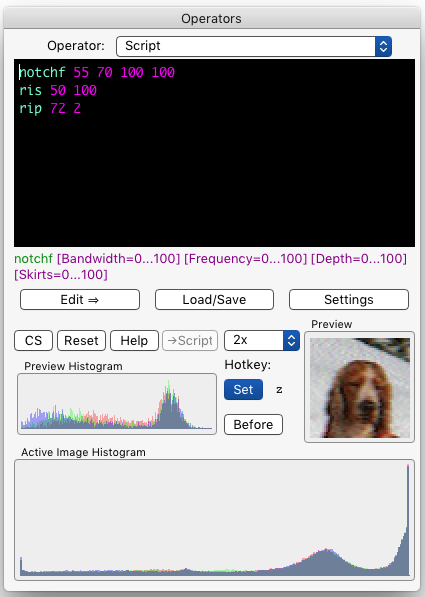 Operators
Operator: Script
notchf 55 70 100 100
ris 50 100
rip 72 2
notchf [Bandwidth=0...100] [Frequency=0...100] [Depth=0...100]
[Skirts=0...100]
Edit ⇒ Load/Save Settings
Preview
CS Reset Help →Script 2x
Preview Histogram
Hotkey:
Set z
Before
Active Image Histogram